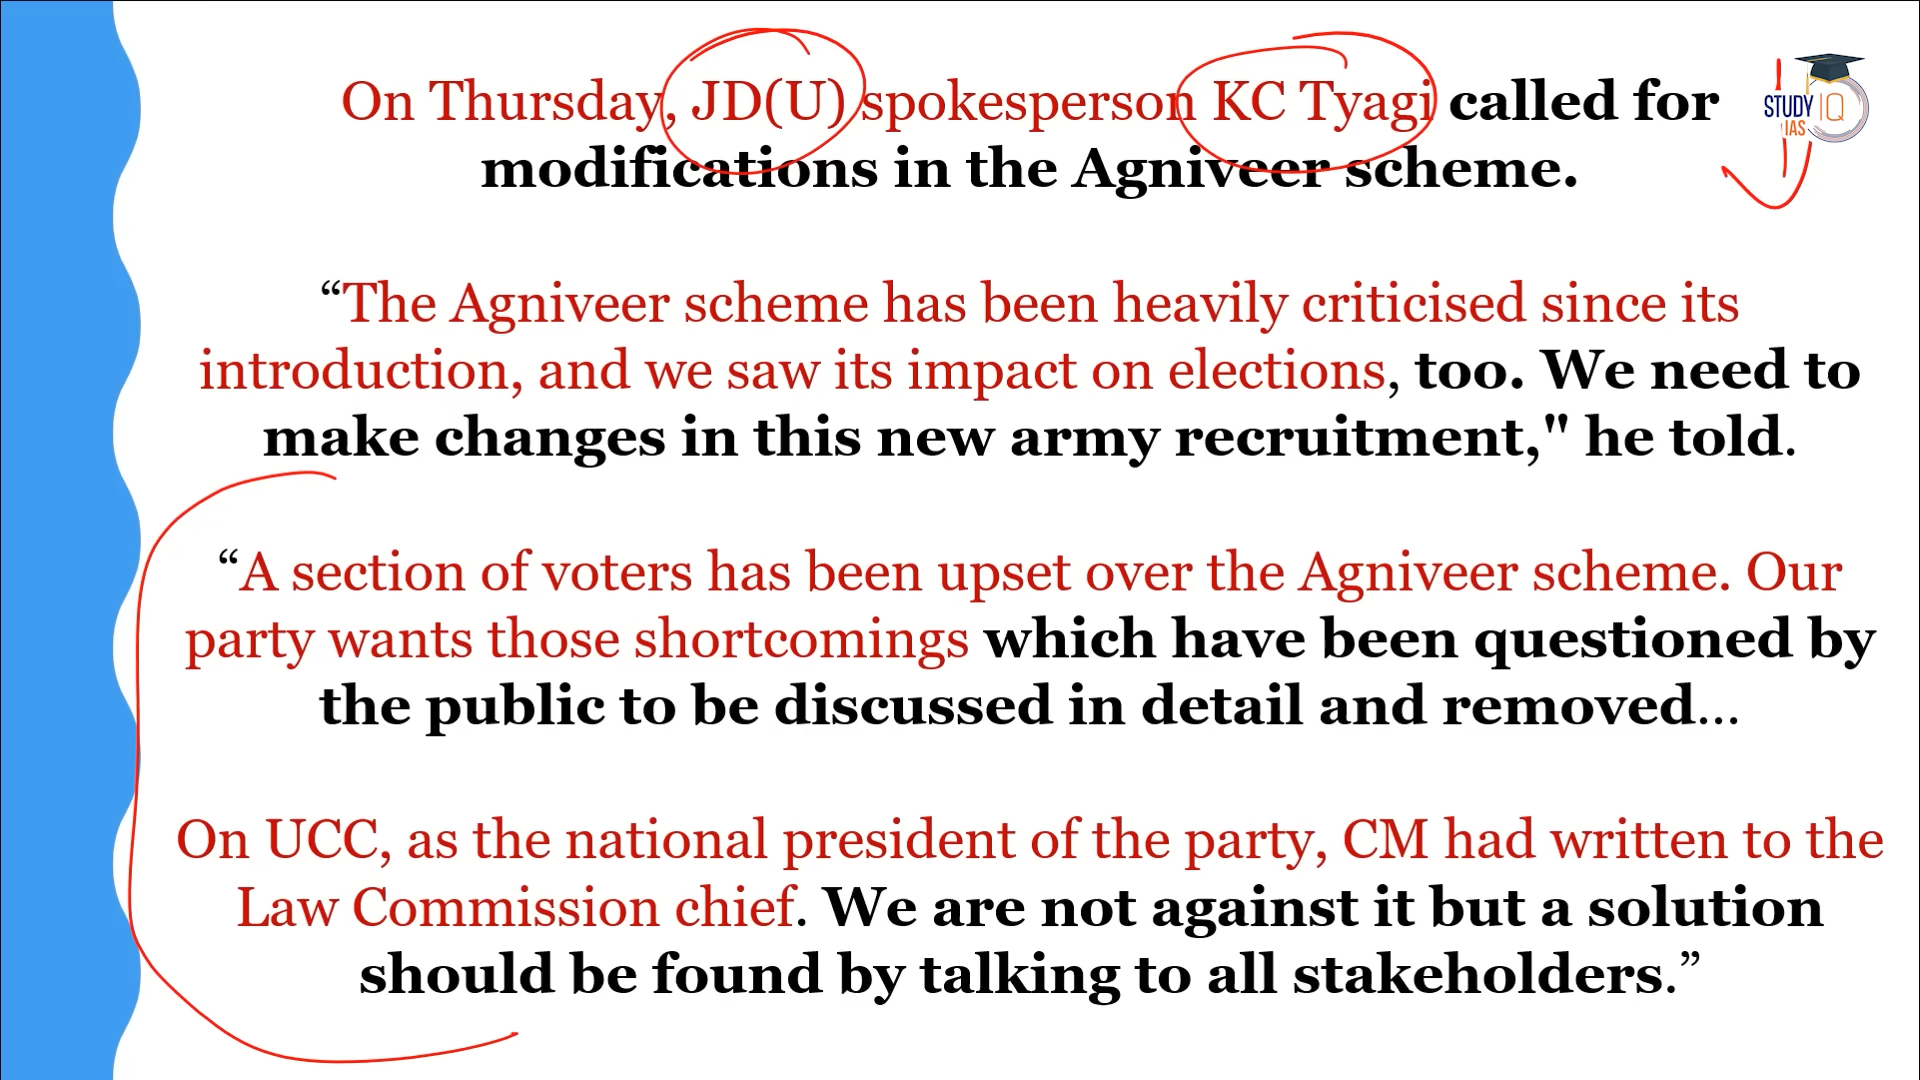 On Thursday, JD(U) spokesperson KC Tyagi called for
modifications in the Agniveer scheme.
“The Agniveer scheme has been heavily criticised since its
introduction, and we saw its impact on elections, too. We need to
make changes in this new army recruitment," he told.
“A section of voters has been upset over the Agniveer scheme. Our
party wants those shortcomings which have been questioned by
the public to be discussed in detail and removed...
On UCC, as the national president of the party, CM had written to the
Law Commission chief. We are not against it but a solution
should be found by talking to all stakeholders.”
STUDY IQ
IAS